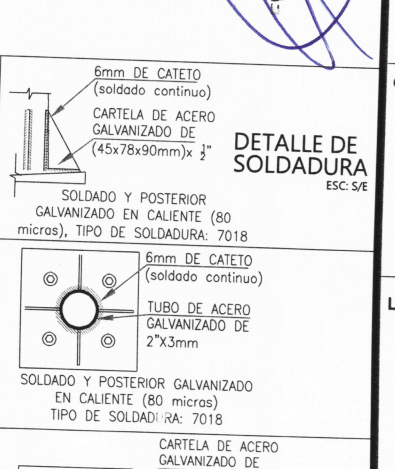 6mm DE CATETO
(soldado continuo)
CARTELA DE ACERO
GALVANIZADO DE
(45x78x90mm)x ½"
DETALLE DE
SOLDADURA
ESC: S/E
SOLDADO Y POSTERIOR
GALVANIZADO EN CALIENTE (80
micras), TIPO DE SOLDADURA: 7018
6mm DE CATETO
(soldado continuo)
TUBO DE ACERO
GALVANIZADO DE
2"X3mm
SOLDADO Y POSTERIOR GALVANIZADO
EN CALIENTE (80 micras)
TIPO DE SOLDADURA: 7018
CARTELA DE ACERO
GALVANIZADO DE